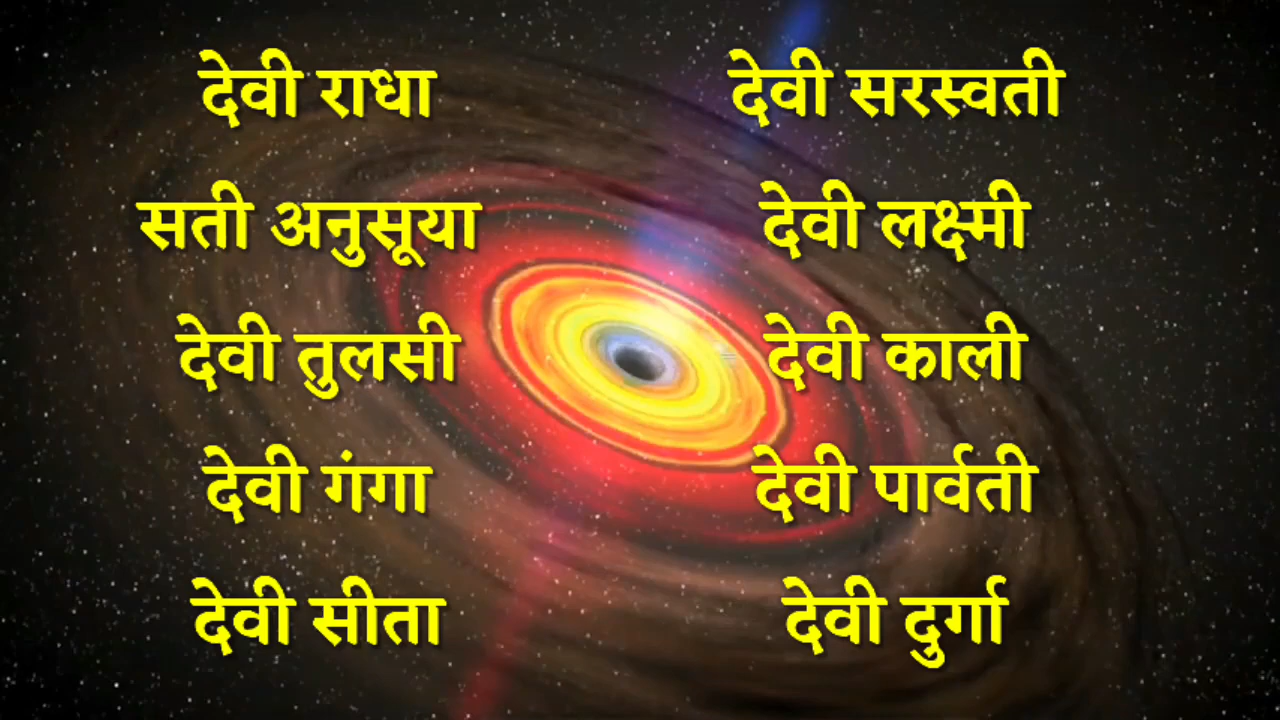 देवी राधा
सती अनुसूया
देवी तुलसी
देवी गंगा
देवी सीता
देवी सरस्वती
देवी लक्ष्मी
देवी काली
देवी पार्वती
देवी दुर्गा